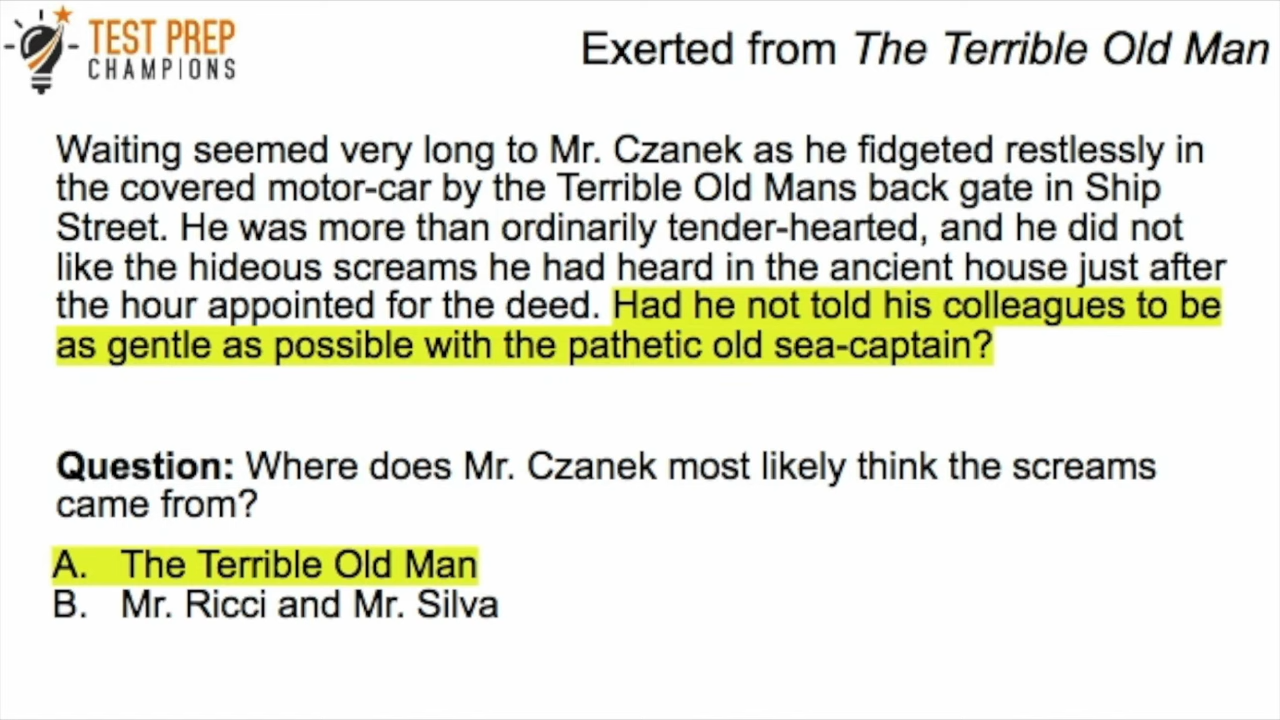 TEST PREP
CHAMPIONS
Exerted from The Terrible Old Man
Waiting seemed very long to Mr. Czanek as he fidgeted restlessly in
the covered motor-car by the Terrible Old Mans back gate in Ship
Street. He was more than ordinarily tender-hearted, and he did not
like the hideous screams he had heard in the ancient house just after
the hour appointed for the deed. Had he not told his colleagues to be
as gentle as possible with the pathetic old sea-captain?
Question: Where does Mr. Czanek most likely think the screams
came from?
A. The Terrible Old Man
B. Mr. Ricci and Mr. Silva